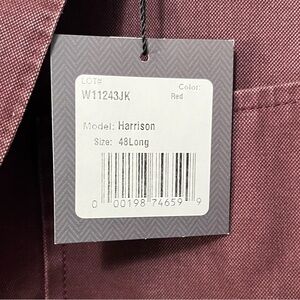 LOT#
W11243JK
Color:
Red
Model: Harrison
Size: 48Long
0 00198 74659 9